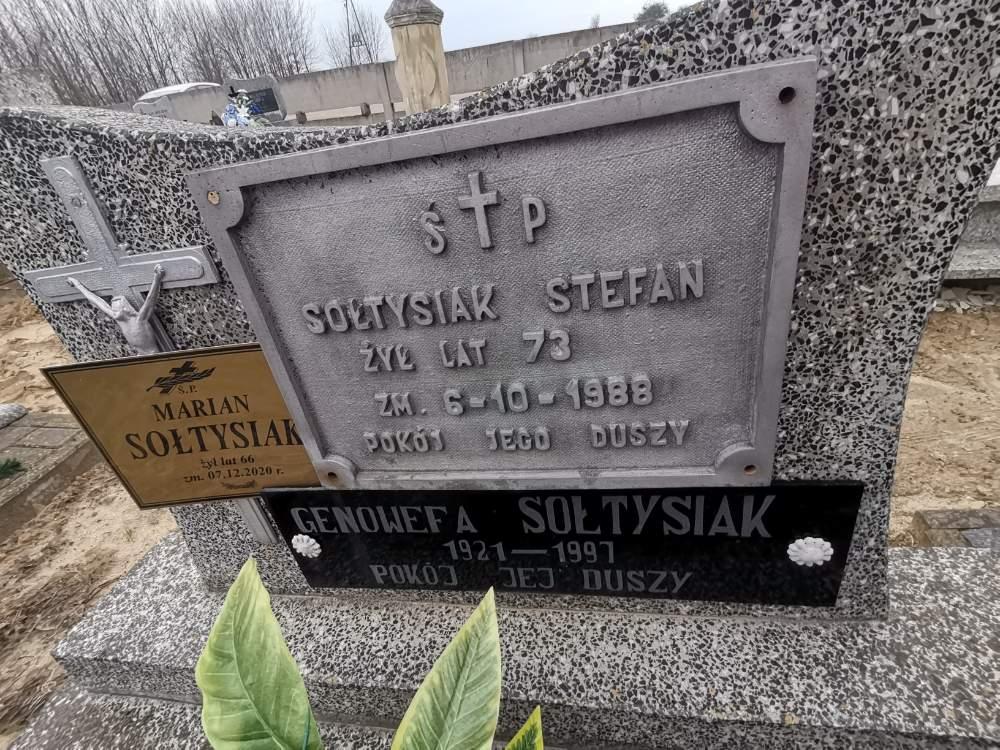 Ś P
SOŁTYSIAK STEFAN
ŻYŁ LAT 73
ZM. 6-10-1988
POKÓJ JEGO DUSZY
Ś.P.
MARIAN
SOŁTYSIAK
żył lat 66
zm. 07.12.2020 r.
GENOWEFA SOŁTYSIAK
1921—1997
POKÓJ JEJ DUSZY